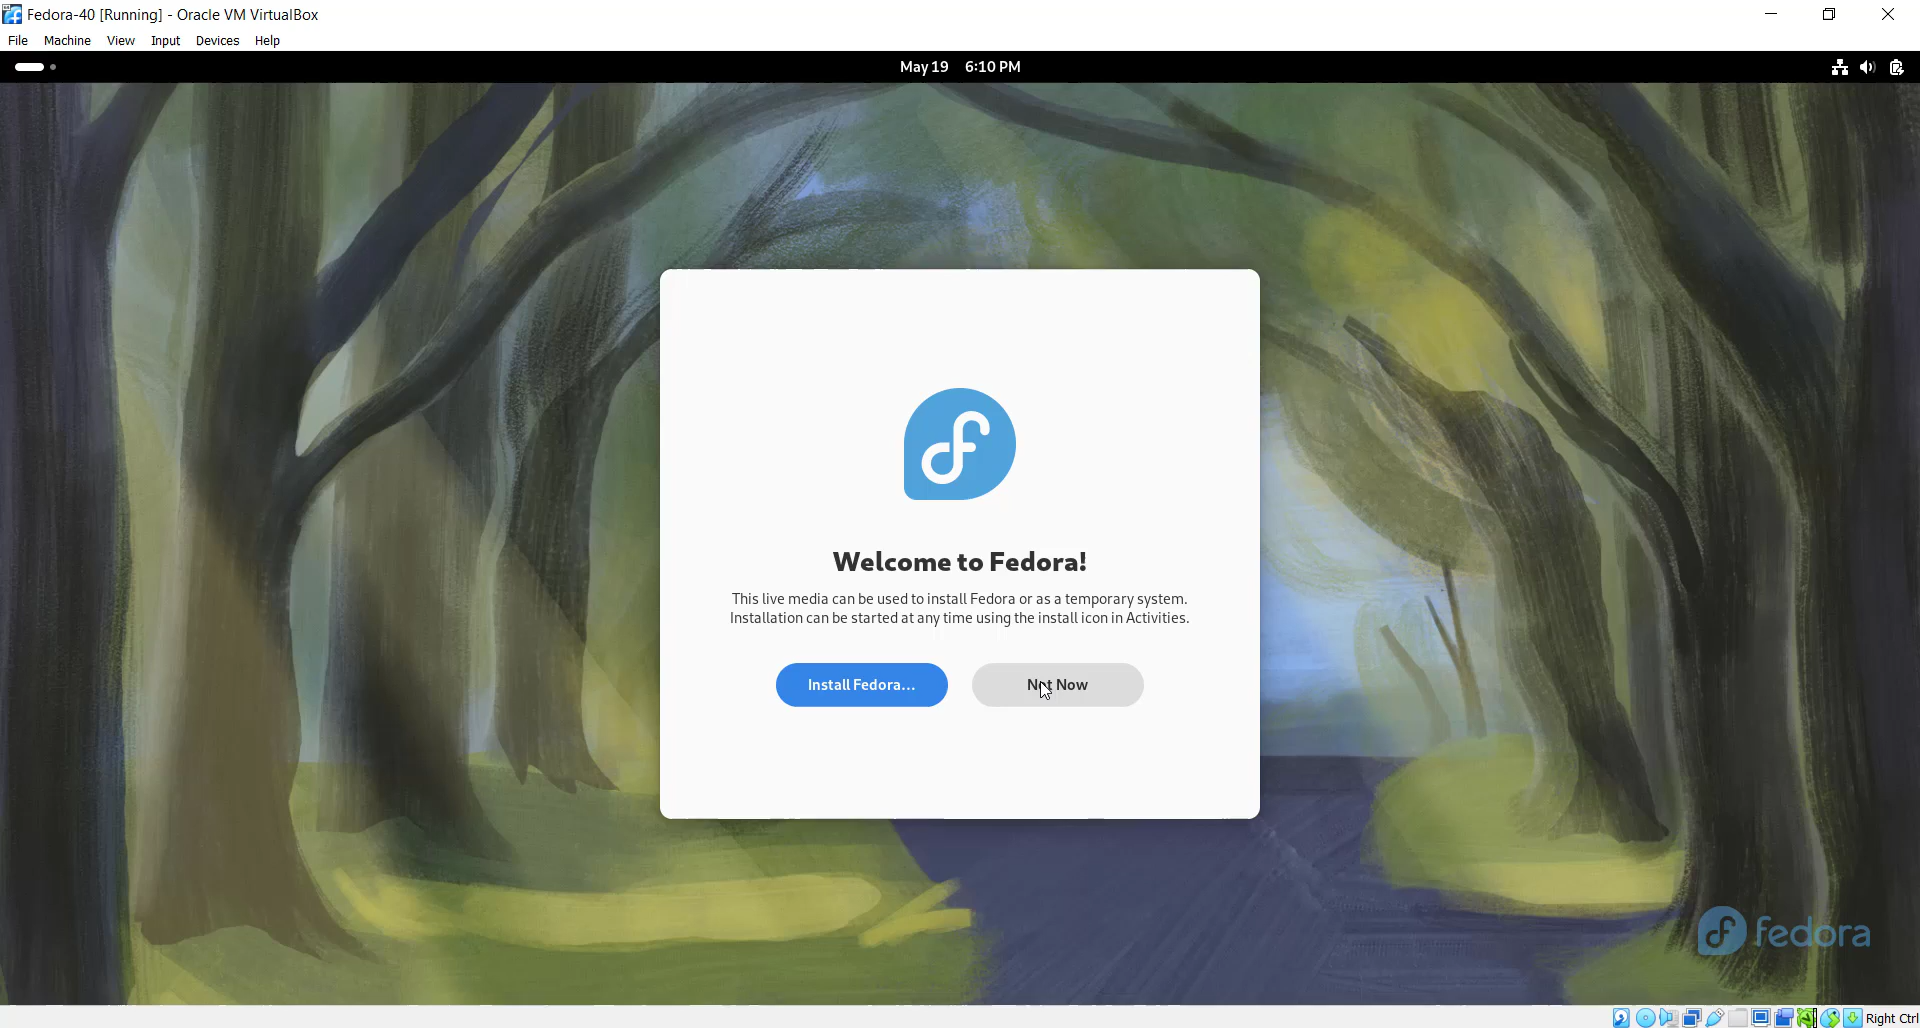 Fedora-40 [Running] - Oracle VM VirtualBox
File Machine View Input Devices Help
May 19 6:10 PM
Welcome to Fedora!
This live media can be used to install Fedora or as a temporary system.
Installation can be started at any time using the install icon in Activities.
Install Fedora... Not Now
fedora
Right Ctrl